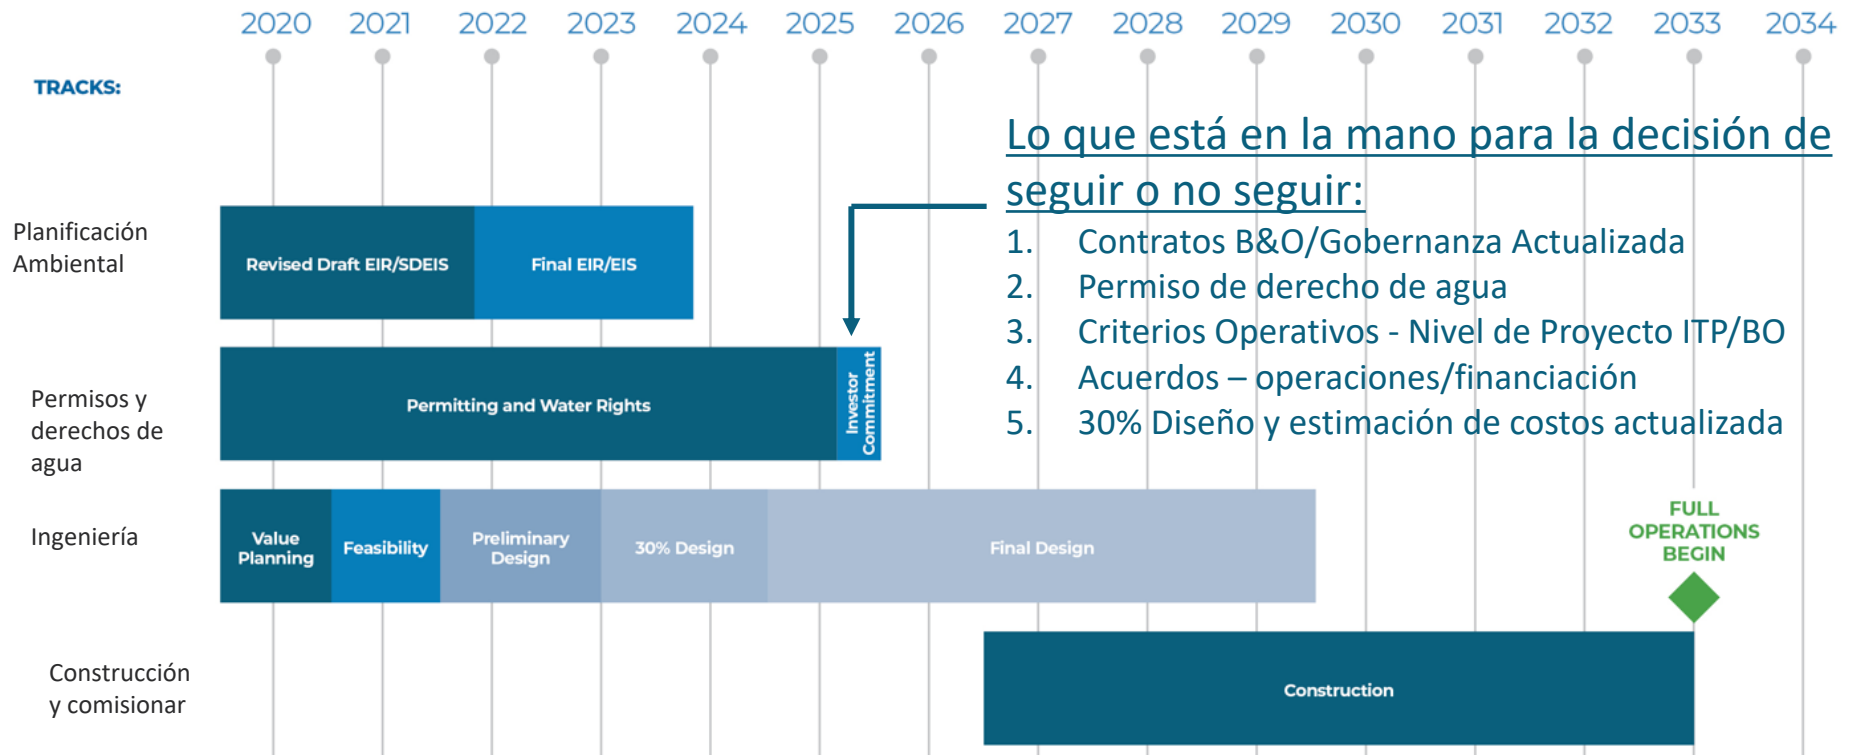 2020 2021 2022 2023 2024 2025 2026 2027 2028 2029 2030 2031 2032 2033 2034
TRACKS:
Lo que está en la mano para la decisión de
seguir o no seguir:
1. Contratos B&O/Gobernanza Actualizada
2. Permiso de derecho de agua
3. Criterios Operativos - Nivel de Proyecto ITP/BO
4. Acuerdos – operaciones/financiación
5. 30% Diseño y estimación de costos actualizada
Planificación
Ambiental
Revised Draft EIR/SDEIS
Final EIR/EIS
Permisos y
derechos de
agua
Permitting and Water Rights
Investor
Commitment
Ingeniería
Value
Planning
Feasibility
Preliminary
Design
30% Design
Final Design
FULL
OPERATIONS
BEGIN
Construcción
y comisionar
Construction